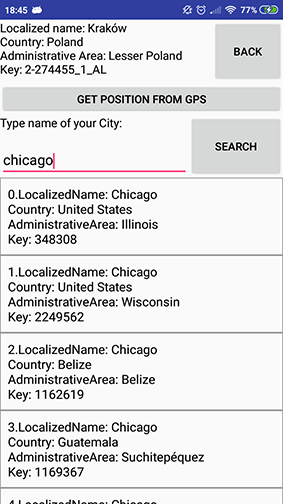 18:45 77%
Localized name: Kraków
Country: Poland
Administrative Area: Lesser Poland
Key: 2-274455_1_AL
BACK
GET POSITION FROM GPS
Type name of your City:
chicago
SEARCH
0.LocalizedName: Chicago
Country: United States
AdministrativeArea: Illinois
Key: 348308
1.LocalizedName: Chicago
Country: United States
AdministrativeArea: Wisconsin
Key: 2249562
2.LocalizedName: Chicago
Country: Belize
AdministrativeArea: Belize
Key: 1162619
3.LocalizedName: Chicago
Country: Guatemala
AdministrativeArea: Suchitepéquez
Key: 1169367
4.LocalizedName: Chicago